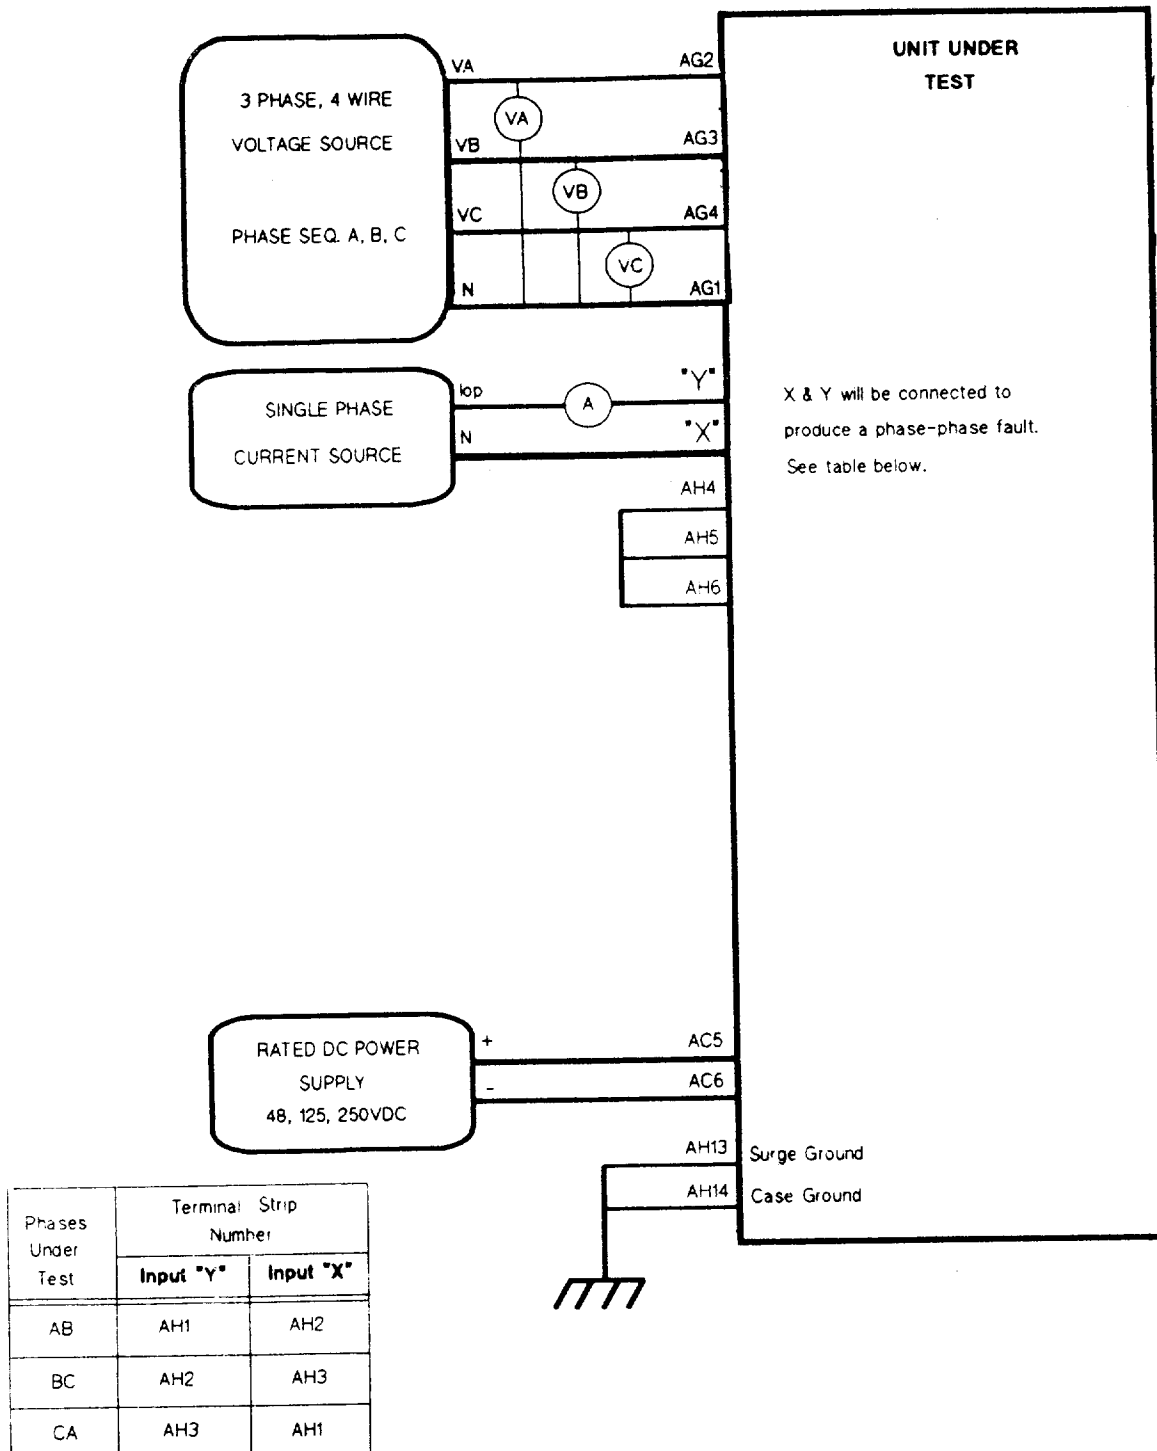 UNIT UNDER
TEST
3 PHASE, 4 WIRE
VOLTAGE SOURCE
PHASE SEQ. A, B, C
VA
AG2
VA
VB
AG3
VB
VC
AG4
VC
N
AG1
SINGLE PHASE
CURRENT SOURCE
Iop
A
"Y"
N
"X"
X & Y will be connected to
produce a phase-phase fault.
See table below.
AH4
AH5
AH6
RATED DC POWER
SUPPLY
48, 125, 250VDC
+
AC5
-
AC6
AH13
Surge Ground
AH14
Case Ground
Phases
Under
Test
Terminal Strip
Number
Input "Y"
Input "X"
AB
AH1
AH2
BC
AH2
AH3
CA
AH3
AH1